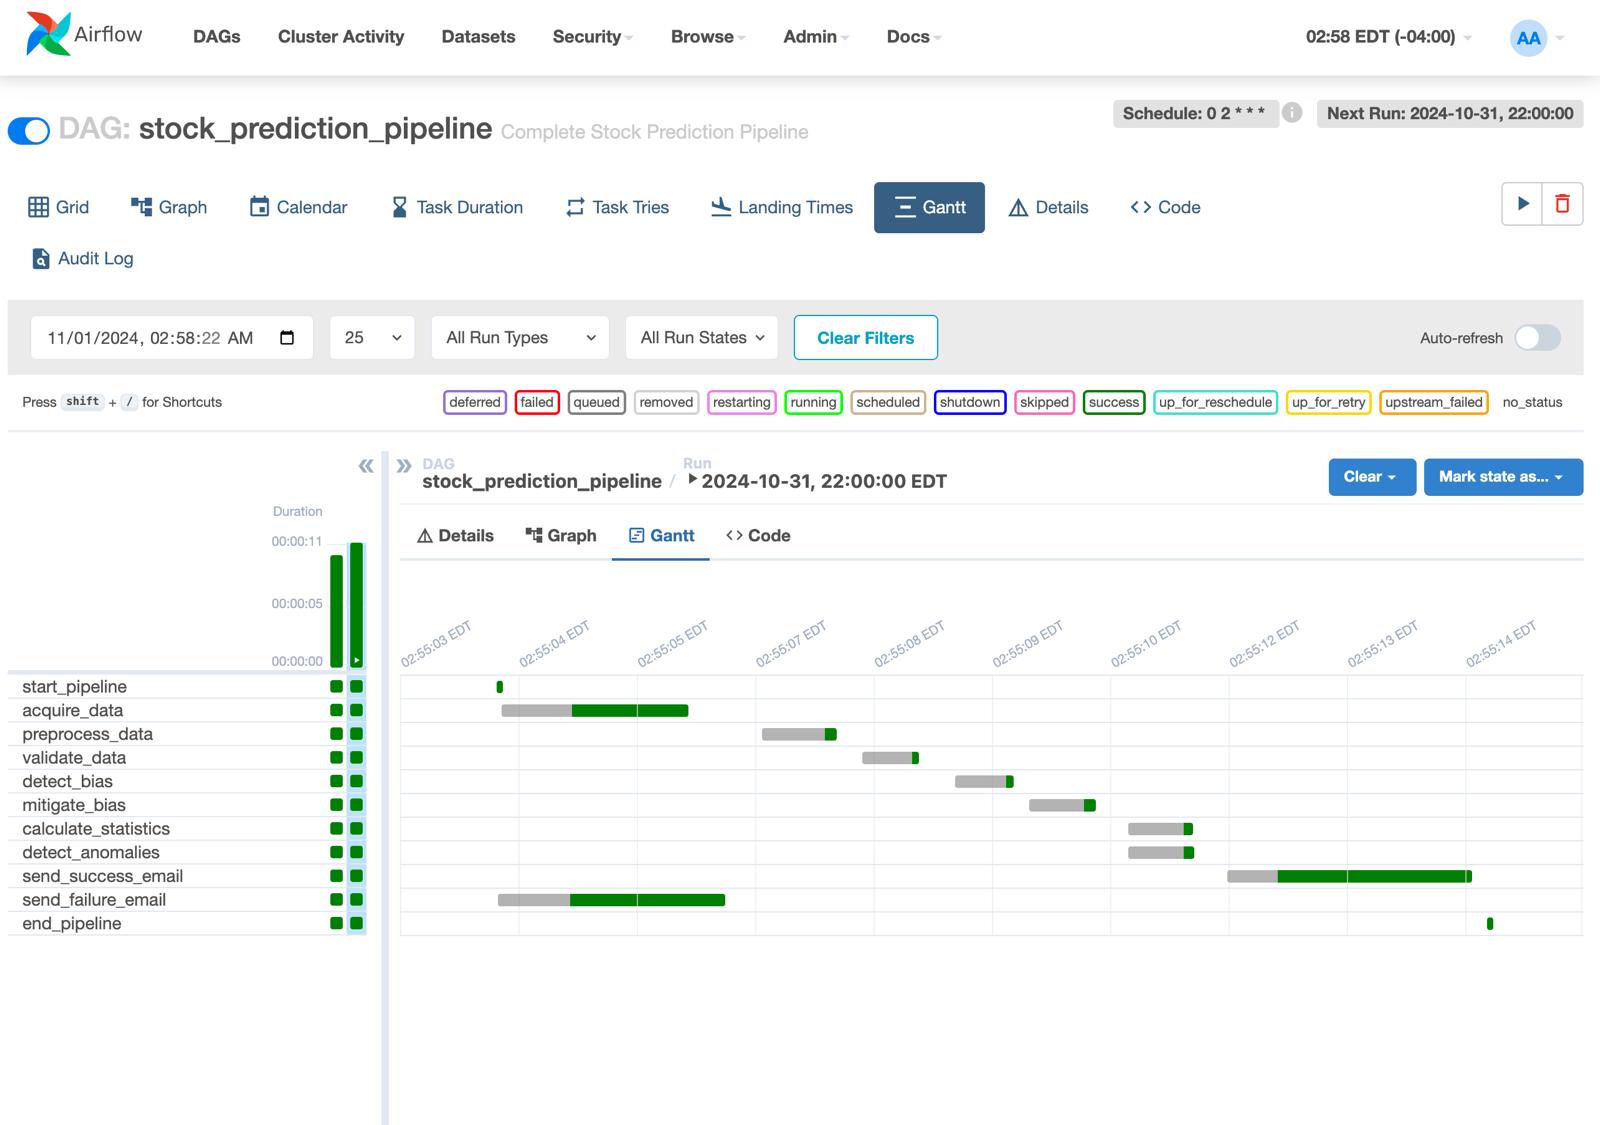 Airflow DAGs Cluster Activity Datasets Security Browse Admin Docs 02:58 EDT (-04:00) AA
DAG: stock_prediction_pipeline Complete Stock Prediction Pipeline
Schedule: 0 2 * * * i Next Run: 2024-10-31, 22:00:00
Grid Graph Calendar Task Duration Task Tries Landing Times Gantt Details Code
Audit Log
11/01/2024, 02:58:22 AM 25 All Run Types All Run States Clear Filters Auto-refresh
Press shift + / for Shortcuts deferred failed queued removed restarting running scheduled shutdown skipped success up_for_reschedule up_for_retry upstream_failed no_status
DAG Run
stock_prediction_pipeline / 2024-10-31, 22:00:00 EDT Clear Mark state as...
Duration
Details Graph Gantt Code
00:00:11
00:00:05
00:00:00
02:55:03 EDT 02:55:04 EDT 02:55:05 EDT 02:55:07 EDT 02:55:08 EDT 02:55:09 EDT 02:55:10 EDT 02:55:12 EDT 02:55:13 EDT 02:55:14 EDT
start_pipeline
acquire_data
preprocess_data
validate_data
detect_bias
mitigate_bias
calculate_statistics
detect_anomalies
send_success_email
send_failure_email
end_pipeline